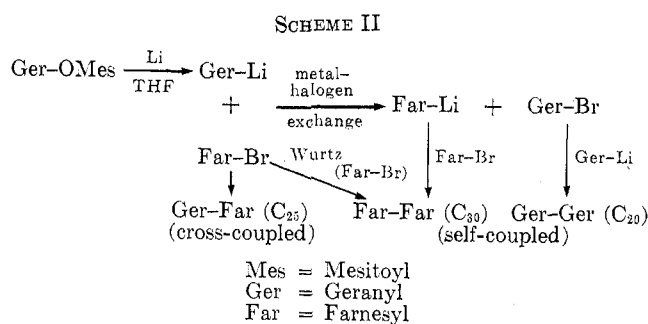 SCHEME II
Ger–OMes Li THF Ger–Li
+ metal-halogen exchange Far–Li + Ger–Br
Far–Br Wurtz (Far–Br) Far–Br Ger–Li
Ger–Far (C₂₅) Far–Far (C₃₀) Ger–Ger (C₂₀)
(cross-coupled) (self-coupled)
Mes = Mesitoyl
Ger = Geranyl
Far = Farnesyl